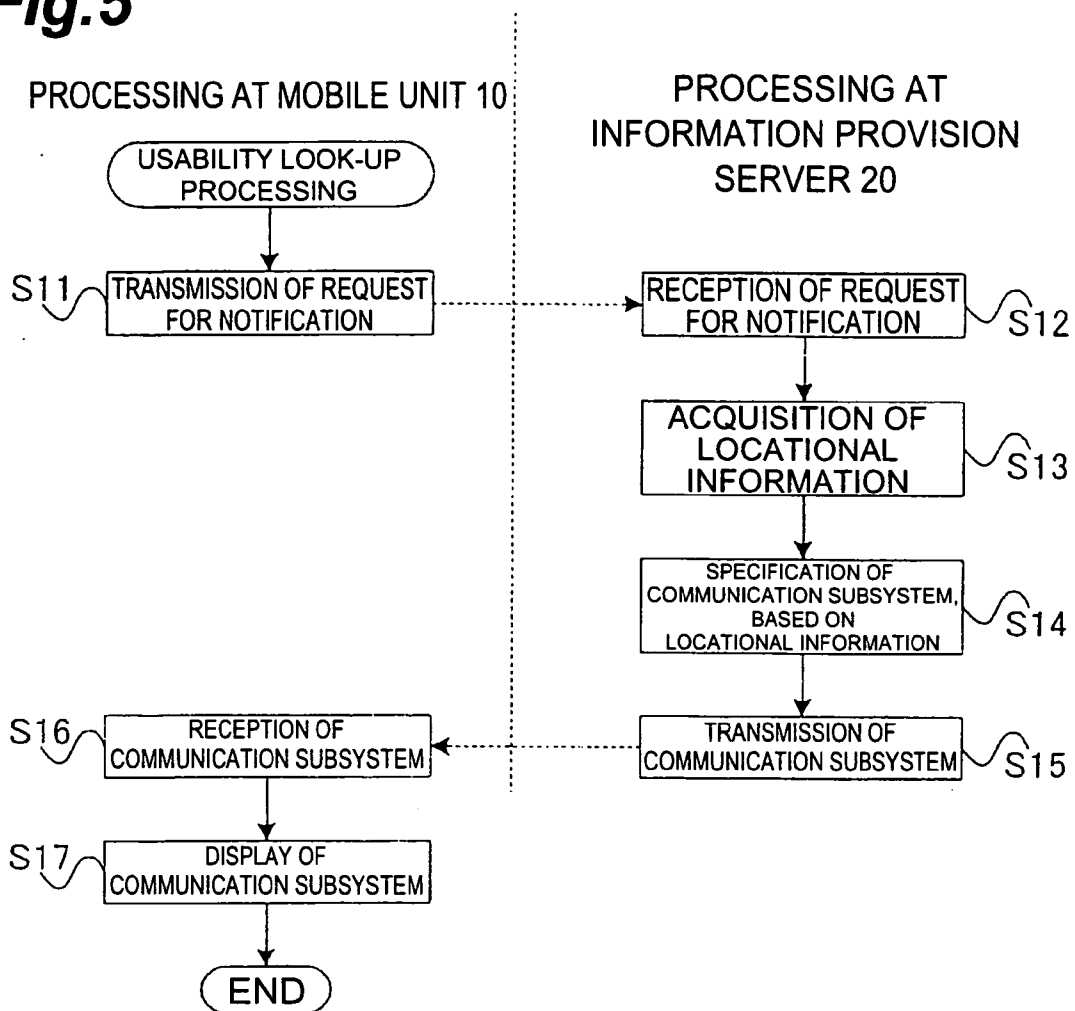 Fig.5
PROCESSING AT MOBILE UNIT 10
PROCESSING AT
INFORMATION PROVISION
SERVER 20
USABILITY LOOK-UP
PROCESSING
S11
TRANSMISSION OF REQUEST
FOR NOTIFICATION
RECEPTION OF REQUEST
FOR NOTIFICATION
S12
ACQUISITION OF
LOCATIONAL
INFORMATION
S13
SPECIFICATION OF
COMMUNICATION SUBSYSTEM,
BASED ON
LOCATIONAL INFORMATION
S14
TRANSMISSION OF
COMMUNICATION SUBSYSTEM
S15
S16
RECEPTION OF
COMMUNICATION SUBSYSTEM
S17
DISPLAY OF
COMMUNICATION SUBSYSTEM
END